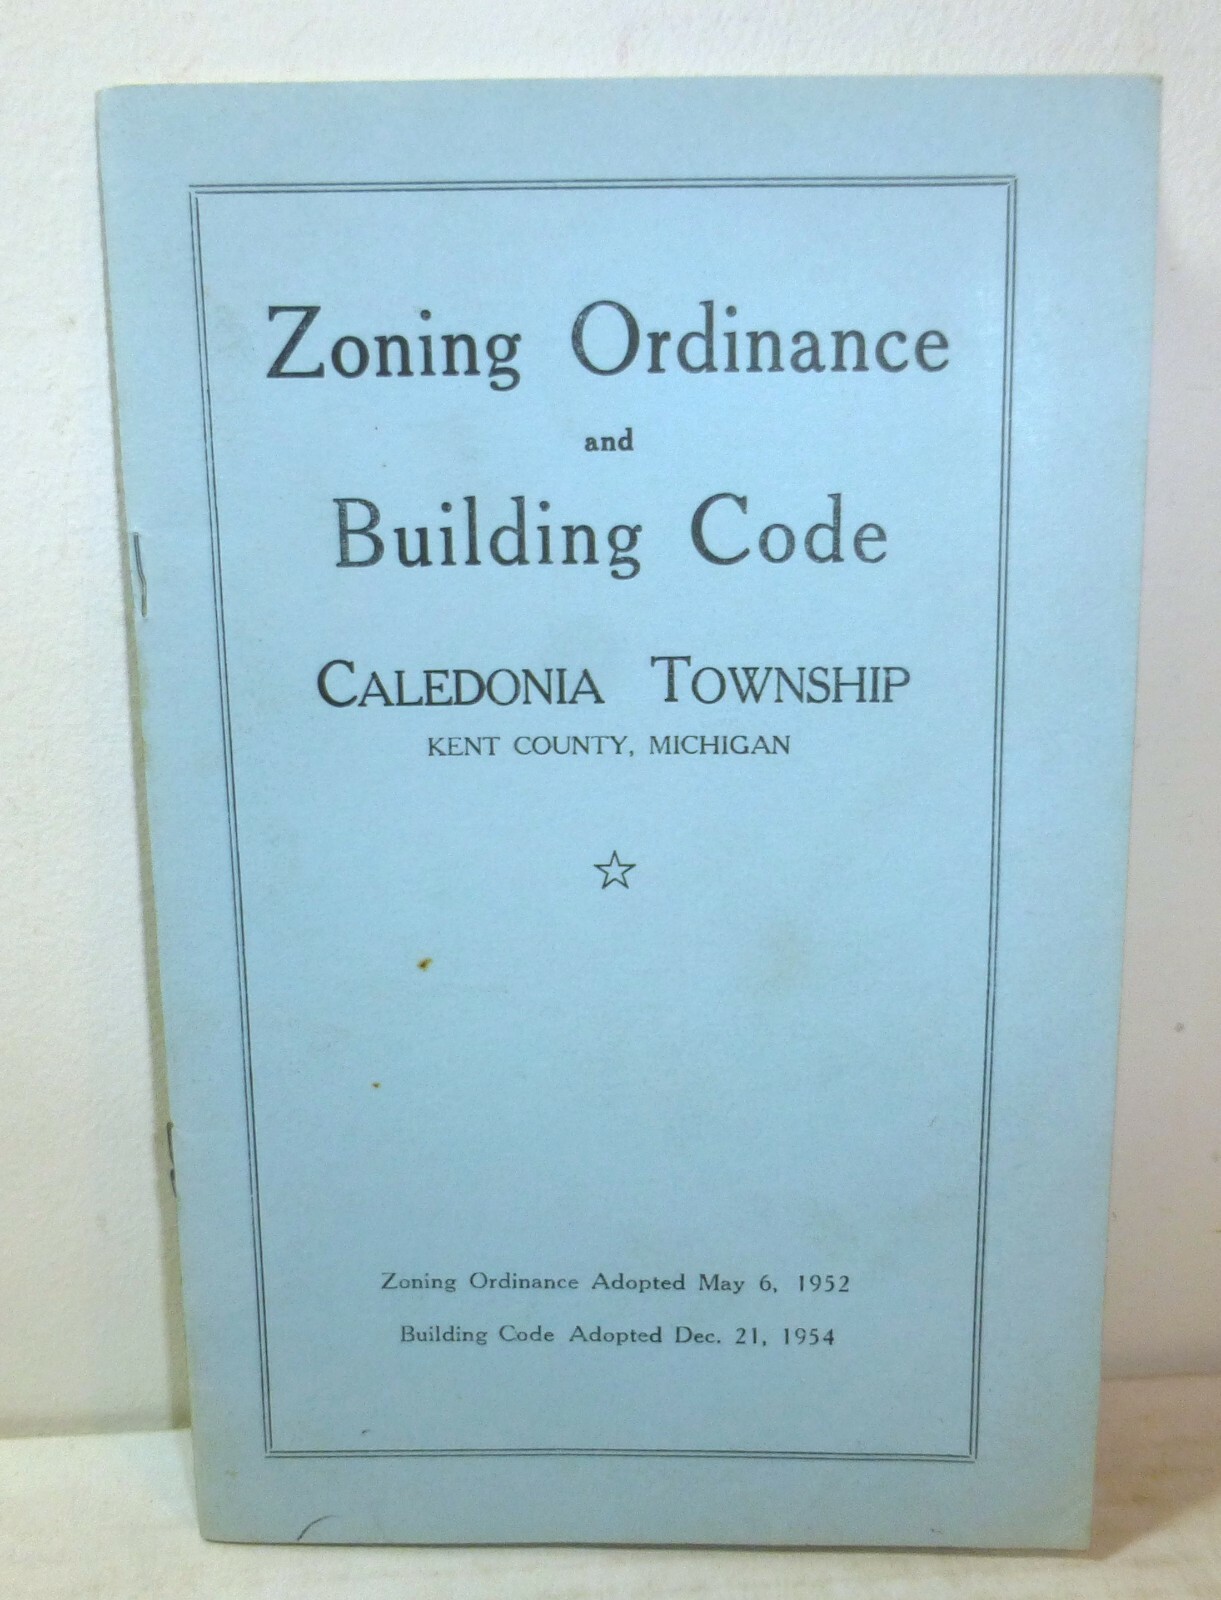 Zoning Ordinance
and
Building Code
CALEDONIA TOWNSHIP
KENT COUNTY, MICHIGAN
Zoning Ordinance Adopted May 6, 1952
Building Code Adopted Dec. 21, 1954